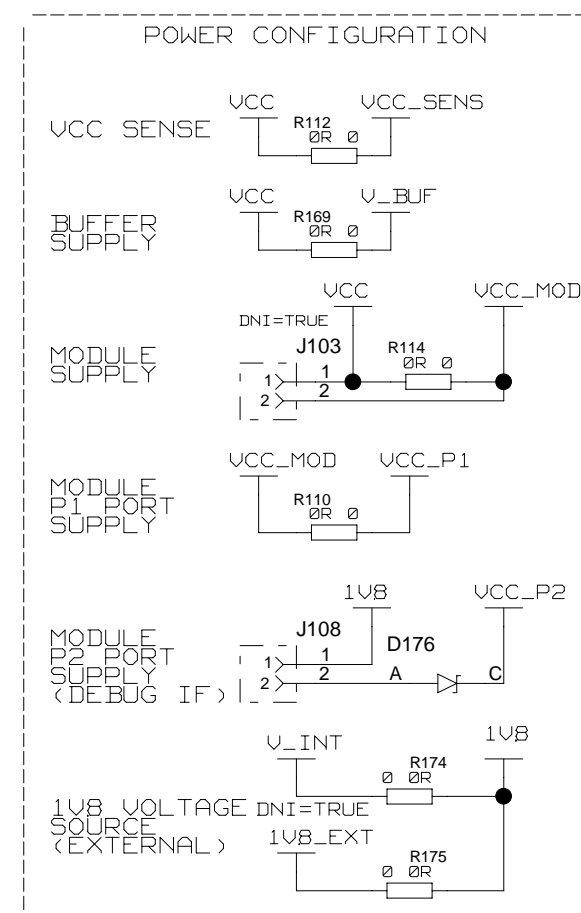 POWER CONFIGURATION
VCC VCC_SENS
VCC SENSE
R112
0R 0
VCC V_BUF
BUFFER
SUPPLY
R169
0R 0
VCC VCC_MOD
DNI=TRUE
MODULE
SUPPLY
J103
R114
0R 0
1 1
2 2
VCC_MOD VCC_P1
MODULE
P1 PORT
SUPPLY
R110
0R 0
1V8 VCC_P2
MODULE
P2 PORT
SUPPLY
(DEBUG IF)
J108 D176
1 1
2 2 A C
V_INT 1V8
R174
0 0R
1V8 VOLTAGE DNI=TRUE
SOURCE
(EXTERNAL)
1V8_EXT
R175
0 0R